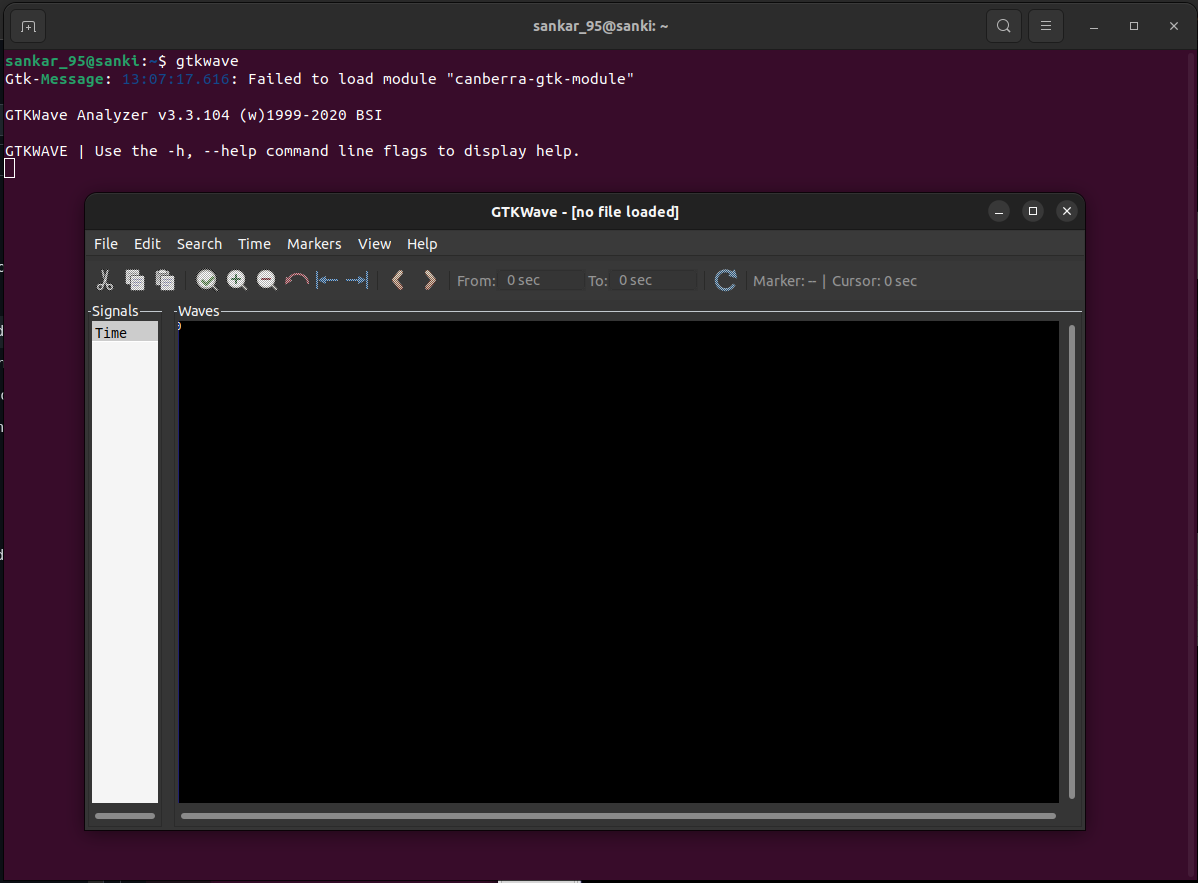 sankar_95@sanki: ~
sankar_95@sanki:~$ gtkwave
Gtk-Message: 13:07:17.616: Failed to load module "canberra-gtk-module"
GTKWave Analyzer v3.3.104 (w)1999-2020 BSI
GTKWAVE | Use the -h, --help command line flags to display help.
GTKWave - [no file loaded]
File Edit Search Time Markers View Help
From: 0 sec To: 0 sec Marker: -- | Cursor: 0 sec
Signals Waves
Time 0